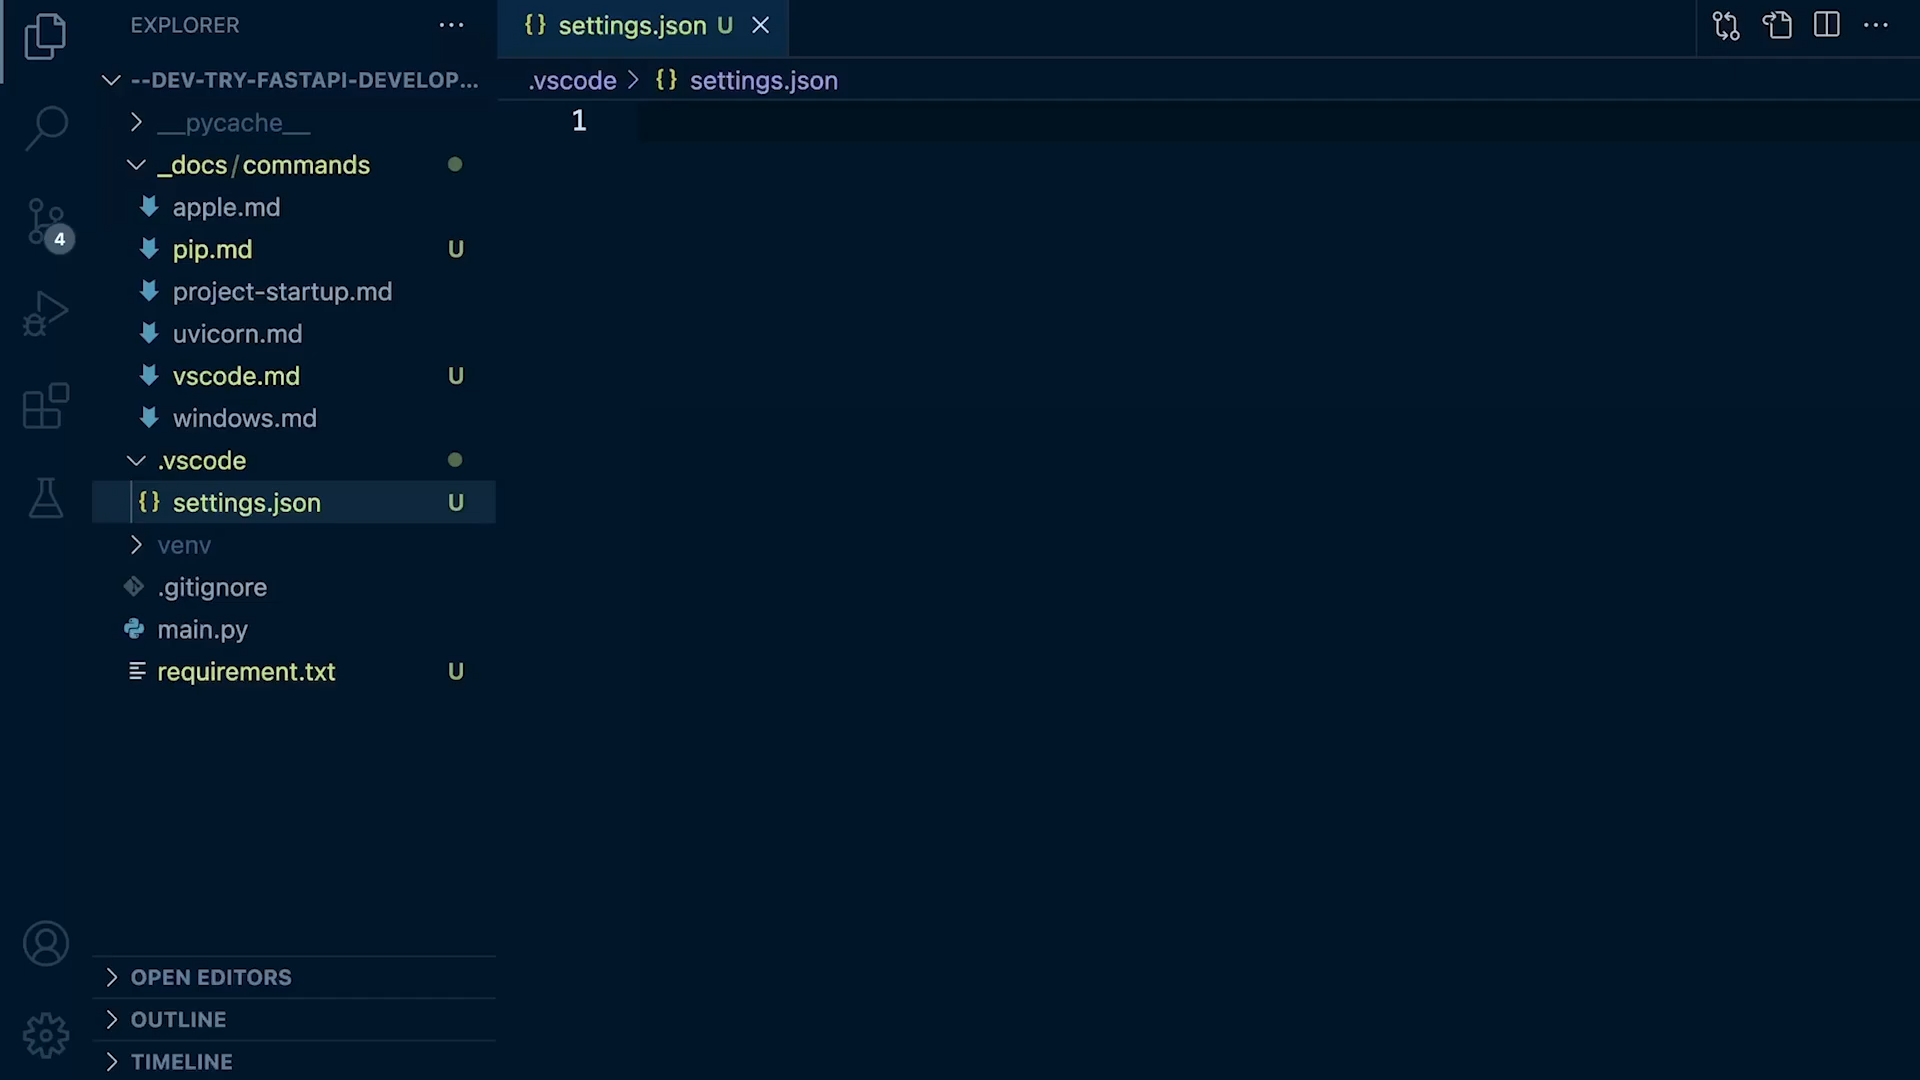 EXPLORER
--DEV-TRY-FASTAPI-DEVELOP...
__pycache__
_docs/commands
apple.md
pip.md U
project-startup.md
uvicorn.md
vscode.md U
windows.md
.vscode
{} settings.json U
venv
.gitignore
main.py
requirement.txt U
4
OPEN EDITORS
OUTLINE
TIMELINE
{} settings.json U
.vscode > {} settings.json
1